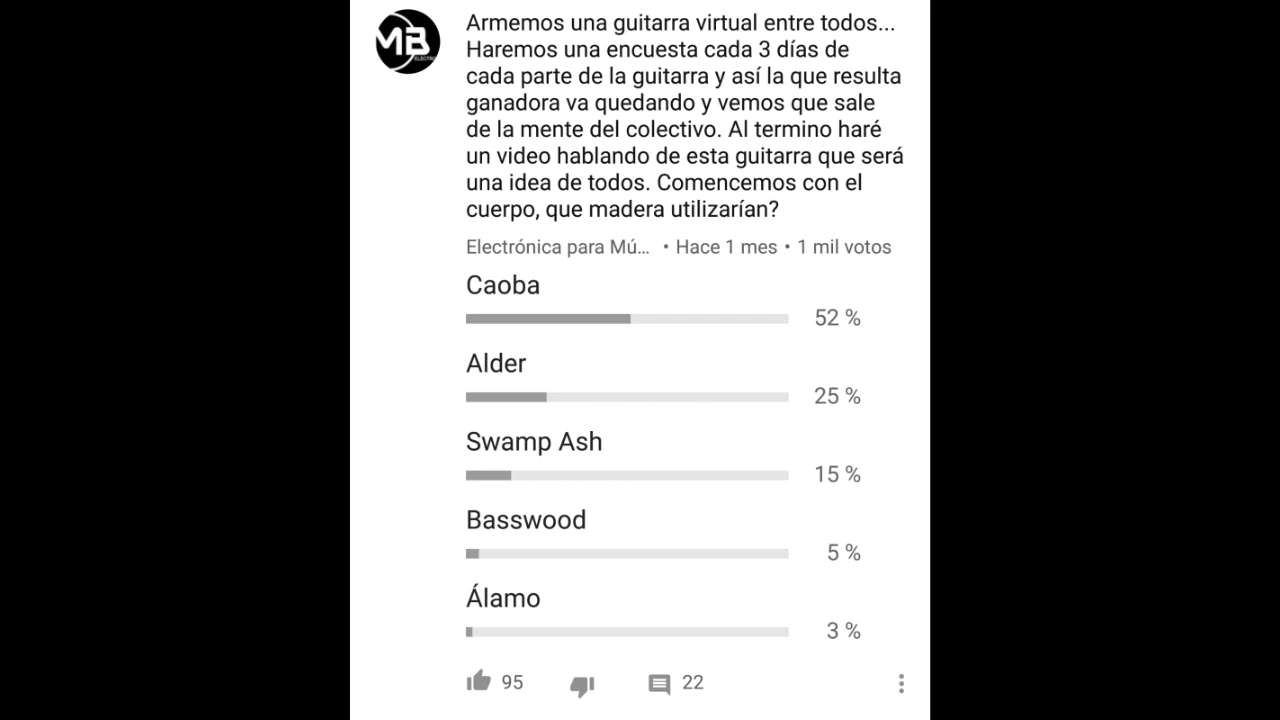 MB
ELECTR
Armemos una guitarra virtual entre todos...
Haremos una encuesta cada 3 días de
cada parte de la guitarra y así la que resulta
ganadora va quedando y vemos que sale
de la mente del colectivo. Al termino haré
un video hablando de esta guitarra que será
una idea de todos. Comencemos con el
cuerpo, que madera utilizarían?
Electrónica para Mú... • Hace 1 mes • 1 mil votos
Caoba
52 %
Alder
25 %
Swamp Ash
15 %
Basswood
5 %
Álamo
3 %
95 22